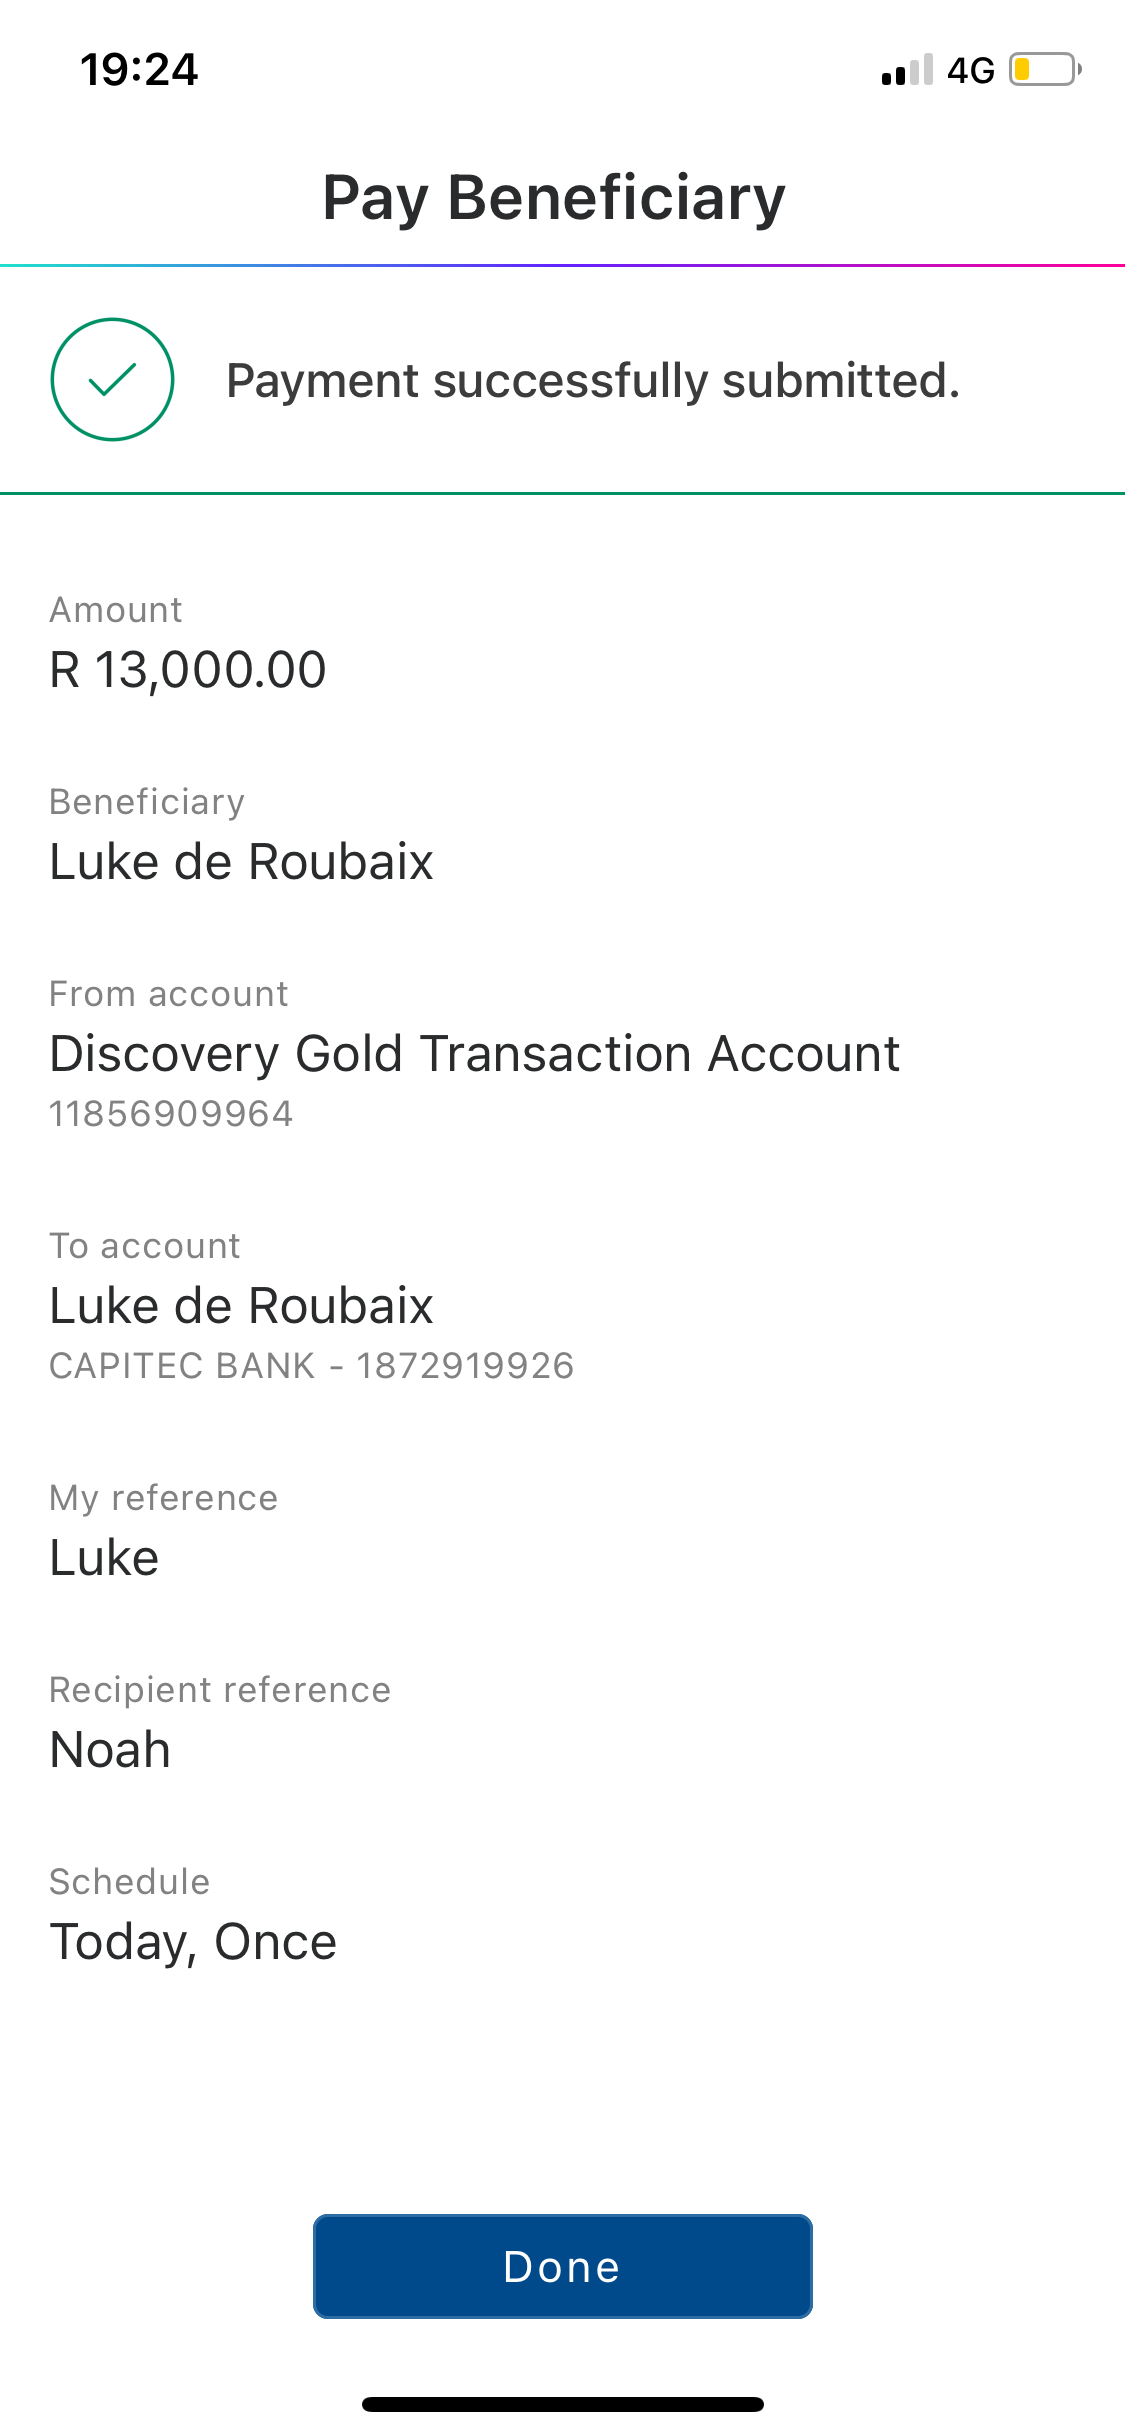 19:24
4G
Pay Beneficiary
Payment successfully submitted.
Amount
R 13,000.00
Beneficiary
Luke de Roubaix
From account
Discovery Gold Transaction Account
11856909964
To account
Luke de Roubaix
CAPITEC BANK - 1872919926
My reference
Luke
Recipient reference
Noah
Schedule
Today, Once
Done